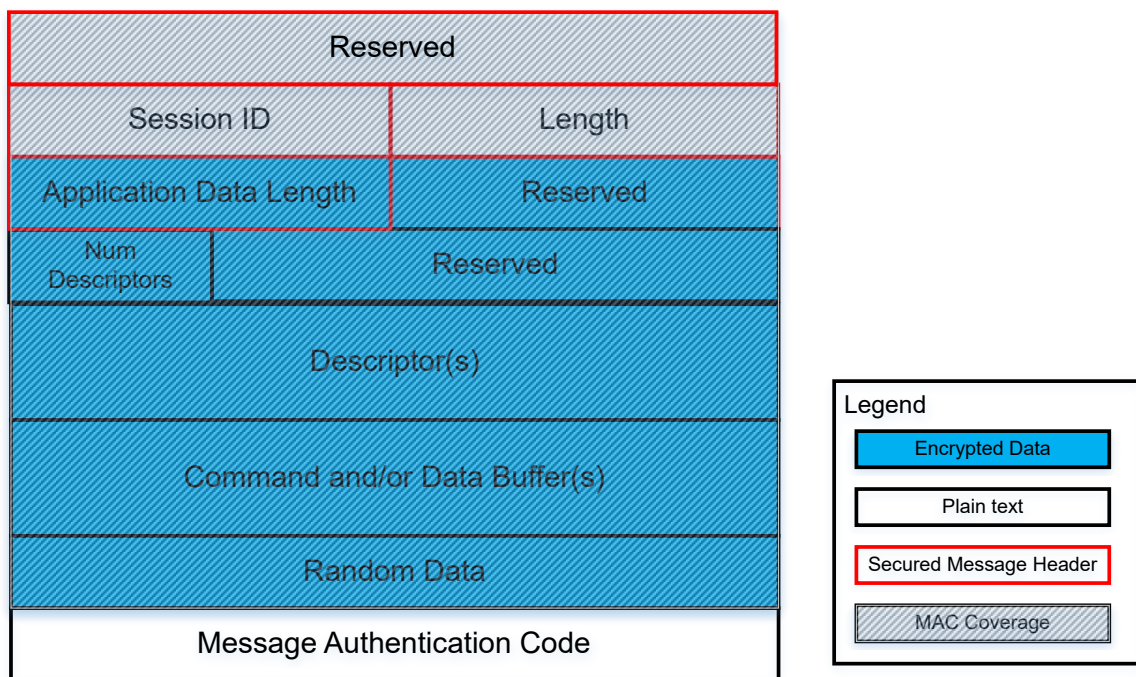 Reserved
Session ID
Length
Application Data Length
Reserved
Num
Descriptors
Reserved
Descriptor(s)
Command and/or Data Buffer(s)
Random Data
Message Authentication Code
Legend
Encrypted Data
Plain text
Secured Message Header
MAC Coverage